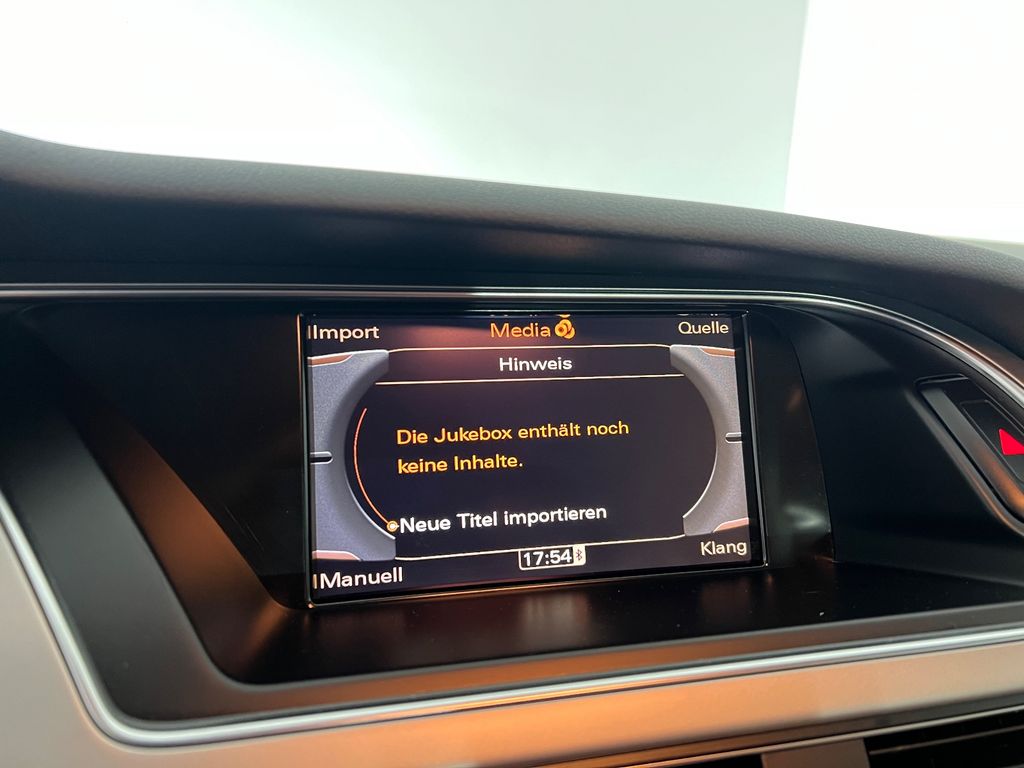 Import
Media
Quelle
Hinweis
Die Jukebox enthält noch
keine Inhalte.
Neue Titel importieren
17:54
Manuell
Klang